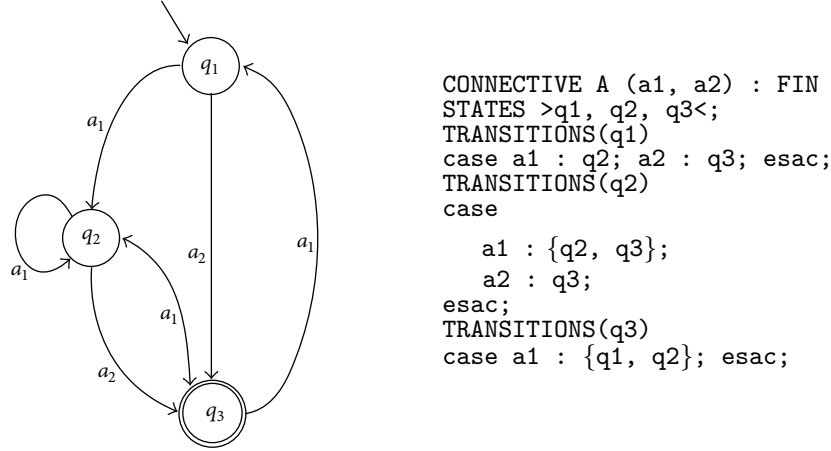 q1
a1
a2
a1
q2
a1
a1
a2
q3
CONNECTIVE A (a1, a2) : FIN
STATES >q1, q2, q3<;
TRANSITIONS(q1)
case a1 : q2; a2 : q3; esac;
TRANSITIONS(q2)
case
a1 : {q2, q3};
a2 : q3;
esac;
TRANSITIONS(q3)
case a1 : {q1, q2}; esac;